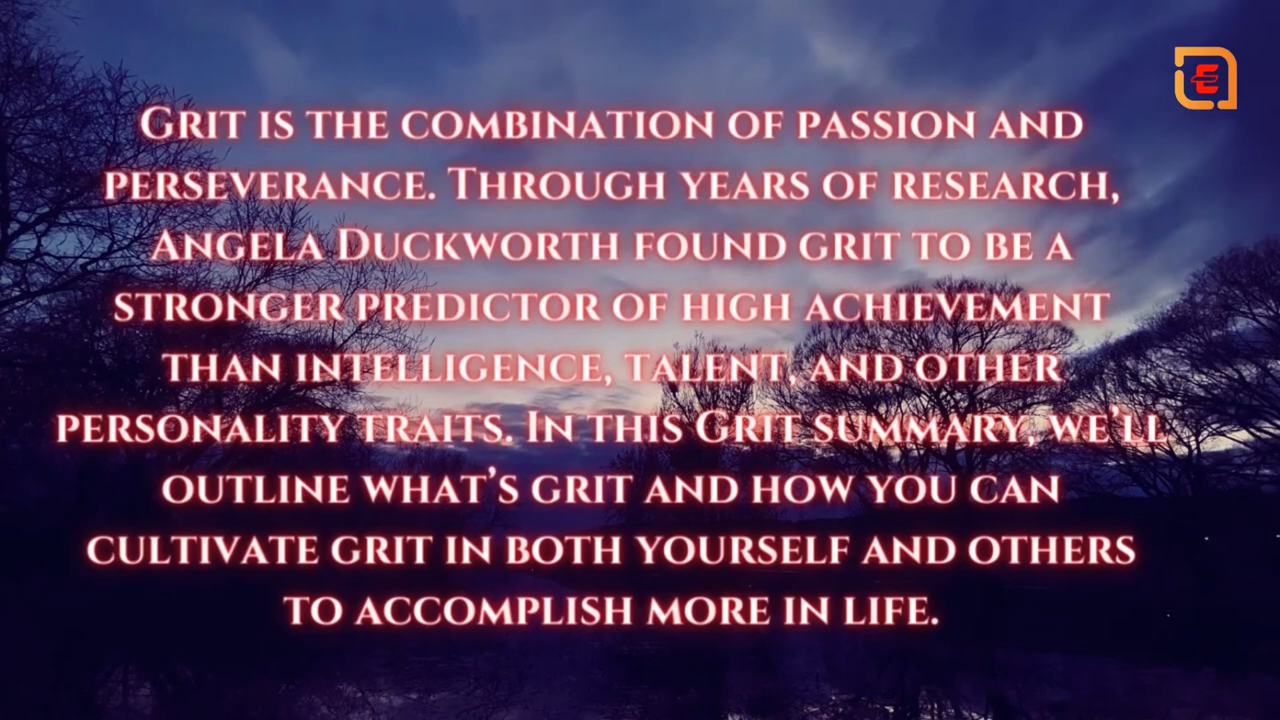 Grit is the combination of passion and
perseverance. Through years of research,
Angela Duckworth found grit to be a
stronger predictor of high achievement
than intelligence, talent, and other
personality traits. In this Grit summary, we'll
outline what's grit and how you can
cultivate grit in both yourself and others
to accomplish more in life.
E